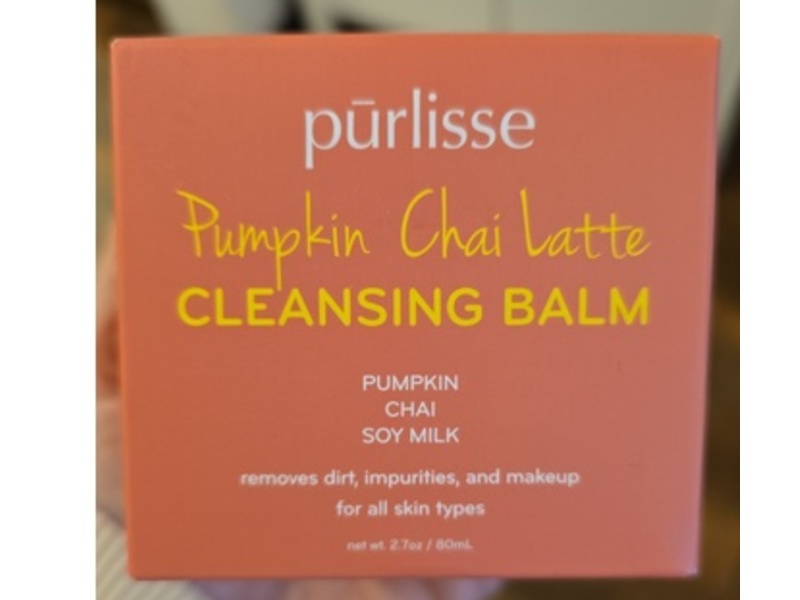 pūrlisse
Pumpkin Chai Latte
CLEANSING BALM
PUMPKIN
CHAI
SOY MILK
removes dirt, impurities, and makeup
for all skin types
net wt. 2.7oz / 80mL